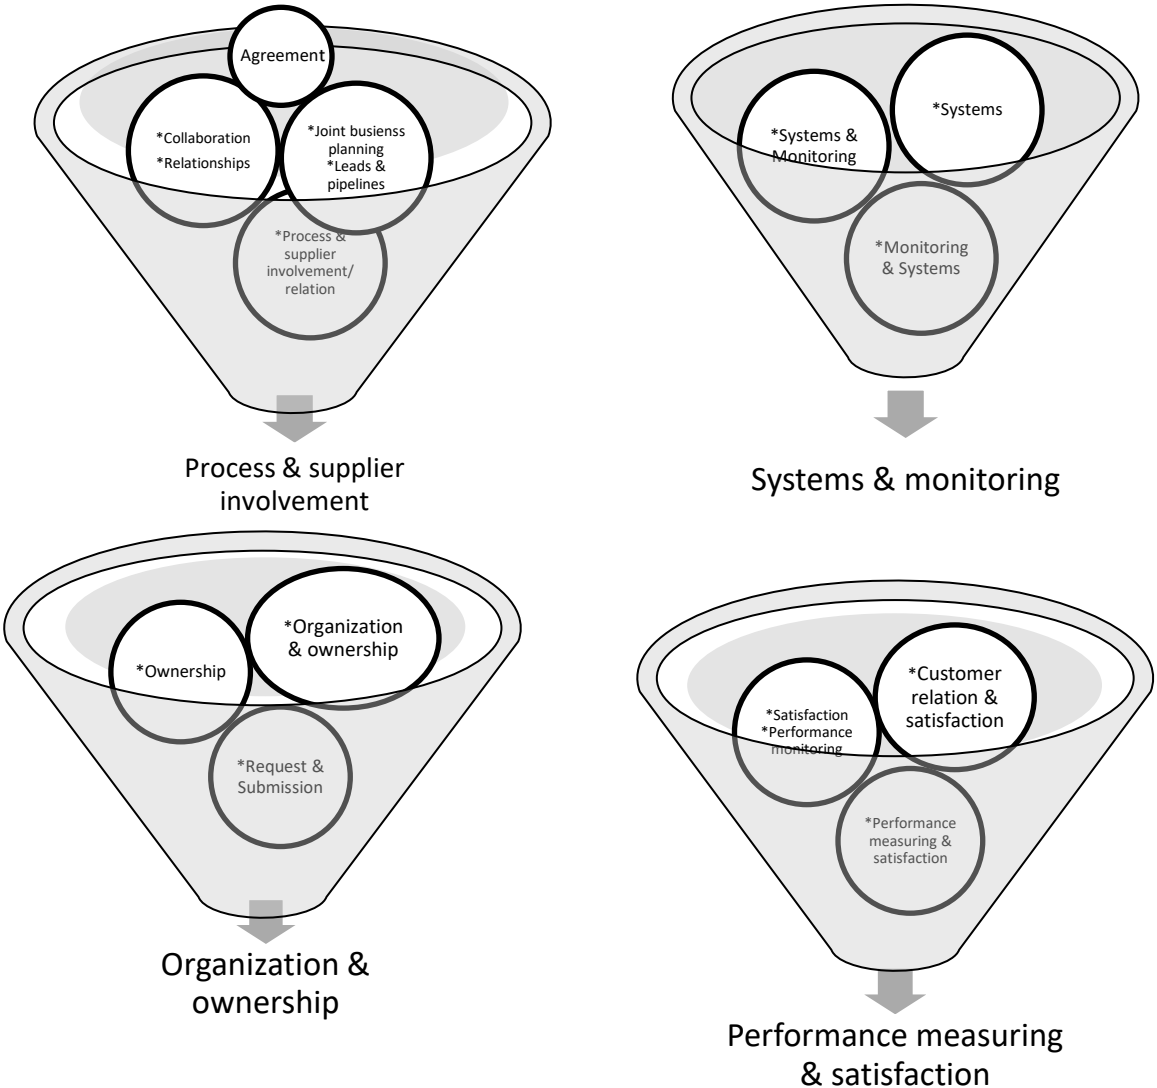 Agreement
*Collaboration
*Relationships
*Joint busienss
planning
*Leads &
pipelines
*Process &
supplier
involvement/
relation
Process & supplier
involvement
*Systems &
Monitoring
*Systems
*Monitoring
& Systems
Systems & monitoring
*Ownership
*Organization
& ownership
*Request &
Submission
Organization &
ownership
*Satisfaction
*Performance
monitoring
*Customer
relation &
satisfaction
*Performance
measuring &
satisfaction
Performance measuring
& satisfaction